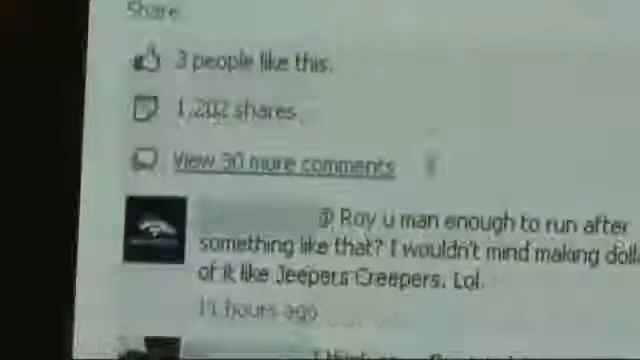 Share
3 people like this.
1,202 shares
View 30 more comments
@ Roy u man enough to run after
something like that? I wouldn't mind making doll
of it like Jeepers Creepers. Lol.
11 hours ago
I think